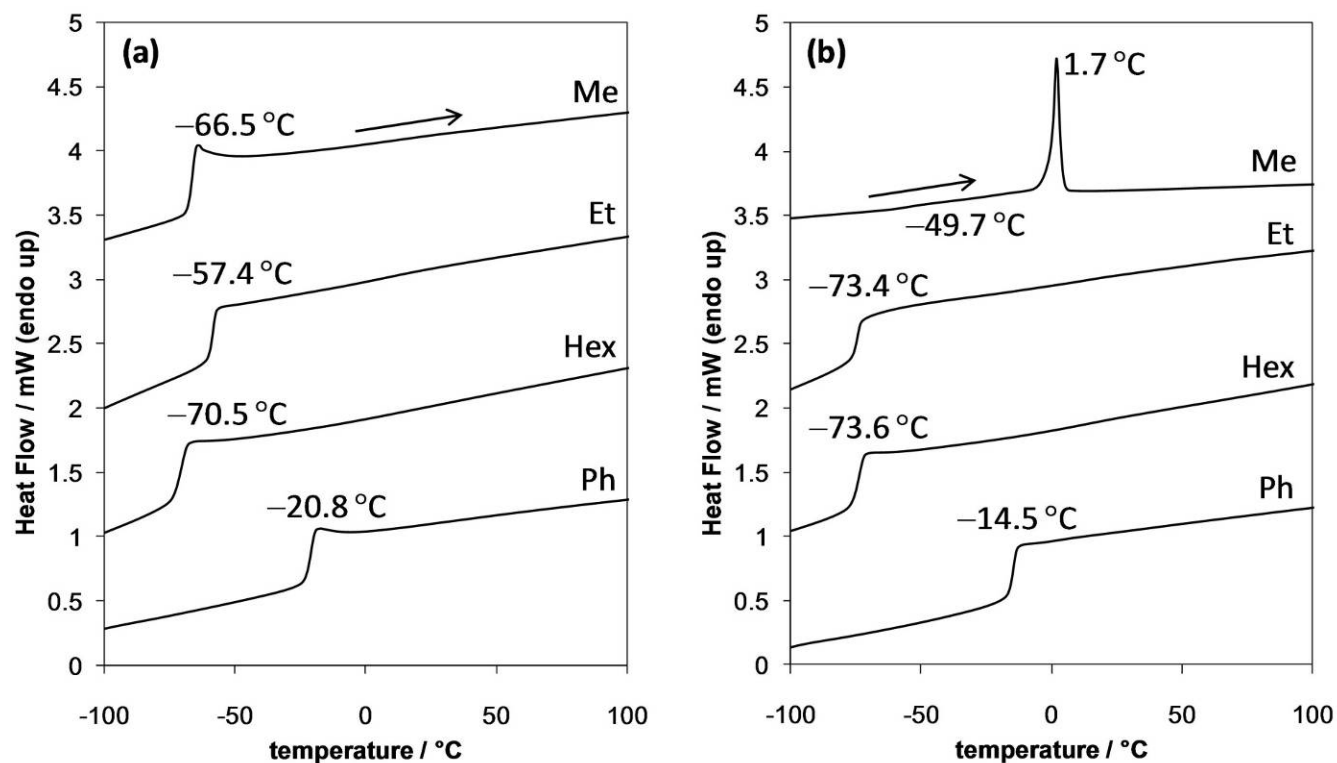 (a)
Heat Flow / mW (endo up)
5
4.5
4
3.5
3
2.5
2
1.5
1
0.5
0
Me
−66.5 °C
Et
−57.4 °C
Hex
−70.5 °C
Ph
−20.8 °C
-100
-50
0
50
100
temperature / °C
(b)
Heat Flow / mW (endo up)
5
4.5
4
3.5
3
2.5
2
1.5
1
0.5
0
1.7 °C
Me
−49.7 °C
Et
−73.4 °C
Hex
−73.6 °C
Ph
−14.5 °C
-100
-50
0
50
100
temperature / °C